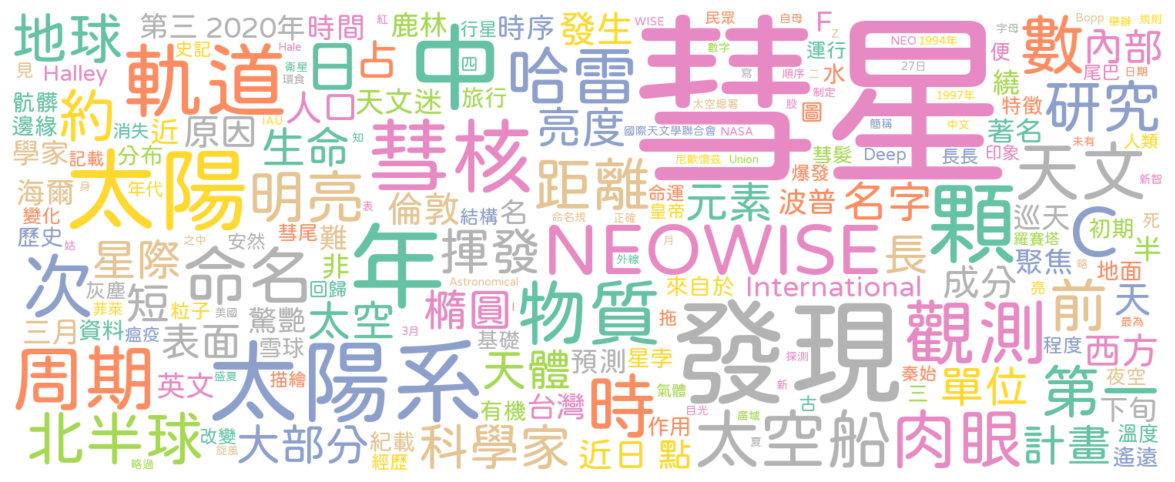 地球
第三
2020年
時間
紅
鹿林
行星
時序
發生
WISE
民眾
自母
F
Z
NEO
1994年
字母
便
數
Bopp
舉辦
規則
內部
史記
Hale
衛星
環食
見
Halley
軌道
日
占
中
四
哈雷
數字
彗星
運行
27日
尾巴
日期
骯髒
約
人口
天文迷
旅行
寫
順序
二
水
太空總署
制定
股
圖
1997年
繞
特徵
研究
邊緣
消失
近
IAU
原因
生命
知
彗核
亮度
國際天文學聯合會
NASA
簡稱
中文
著名
未有
人類
學家
記載
分布
太陽
明亮
尼歐懷茲
Union
彗髮
爆發
Deep
長長
印象
天文
新智
海爾
年代
身
表
倫敦
結構
名
距離
命運
皇帝
元素
波普
名字
顆
巡天
C
初期
死
半
變化
歷史
姑
之中
安然
彗尾
難
年
命名規
正確
月
揮發
外線
NEOWISE
長
羅賽塔
聚焦
略
地面
次
星際
灰塵
命名
非
回歸
Astronomical
來自於
International
成分
亮
前
天
最為
菲萊
短
粒子
美國
驚艷
太空
I
橢圓
物質
拖
三月
資料
瘟疫
表面
雪球
3月
基礎
發現
觀測
程度
西方
周期
英文
盛夏
描繪
太陽系
天體
預測
星孛
探測
新
秦始
夜空
時
氣體
三
單位
第一
下旬
北半球
改變
旋風
略過
大部分
紀載
經歷
有機
台灣
作用
目光
廣域
古
夏
科學家
近日
點
太空船
肉眼
計畫
溫度
遙遠